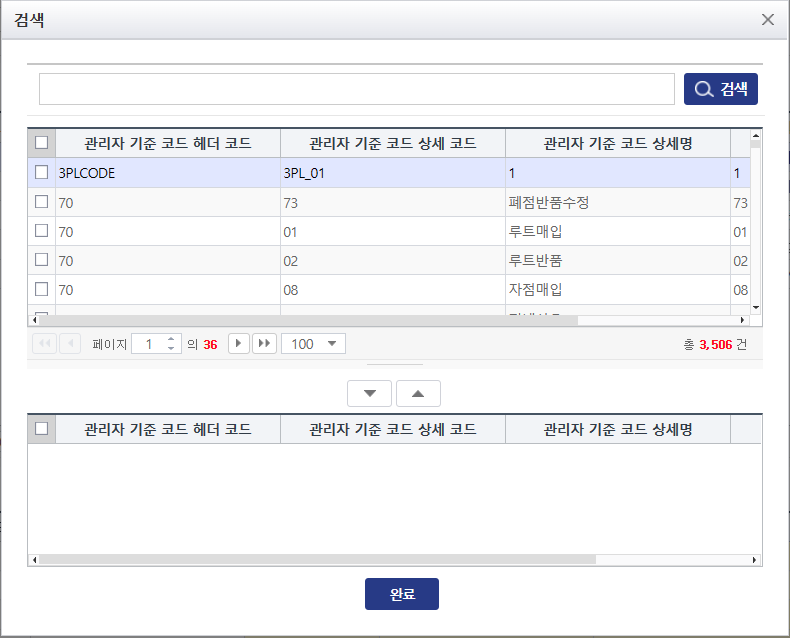 검색
검색
관리자 기준 코드 헤더 코드 관리자 기준 코드 상세 코드 관리자 기준 코드 상세명
3PLCODE 3PL_01 1 1
70 73 폐점반품수정 73
70 01 루트매입 01
70 02 루트반품 02
70 08 자점매입 08
페이지 1 의 36 100 총 3,506 건
관리자 기준 코드 헤더 코드 관리자 기준 코드 상세 코드 관리자 기준 코드 상세명
완료